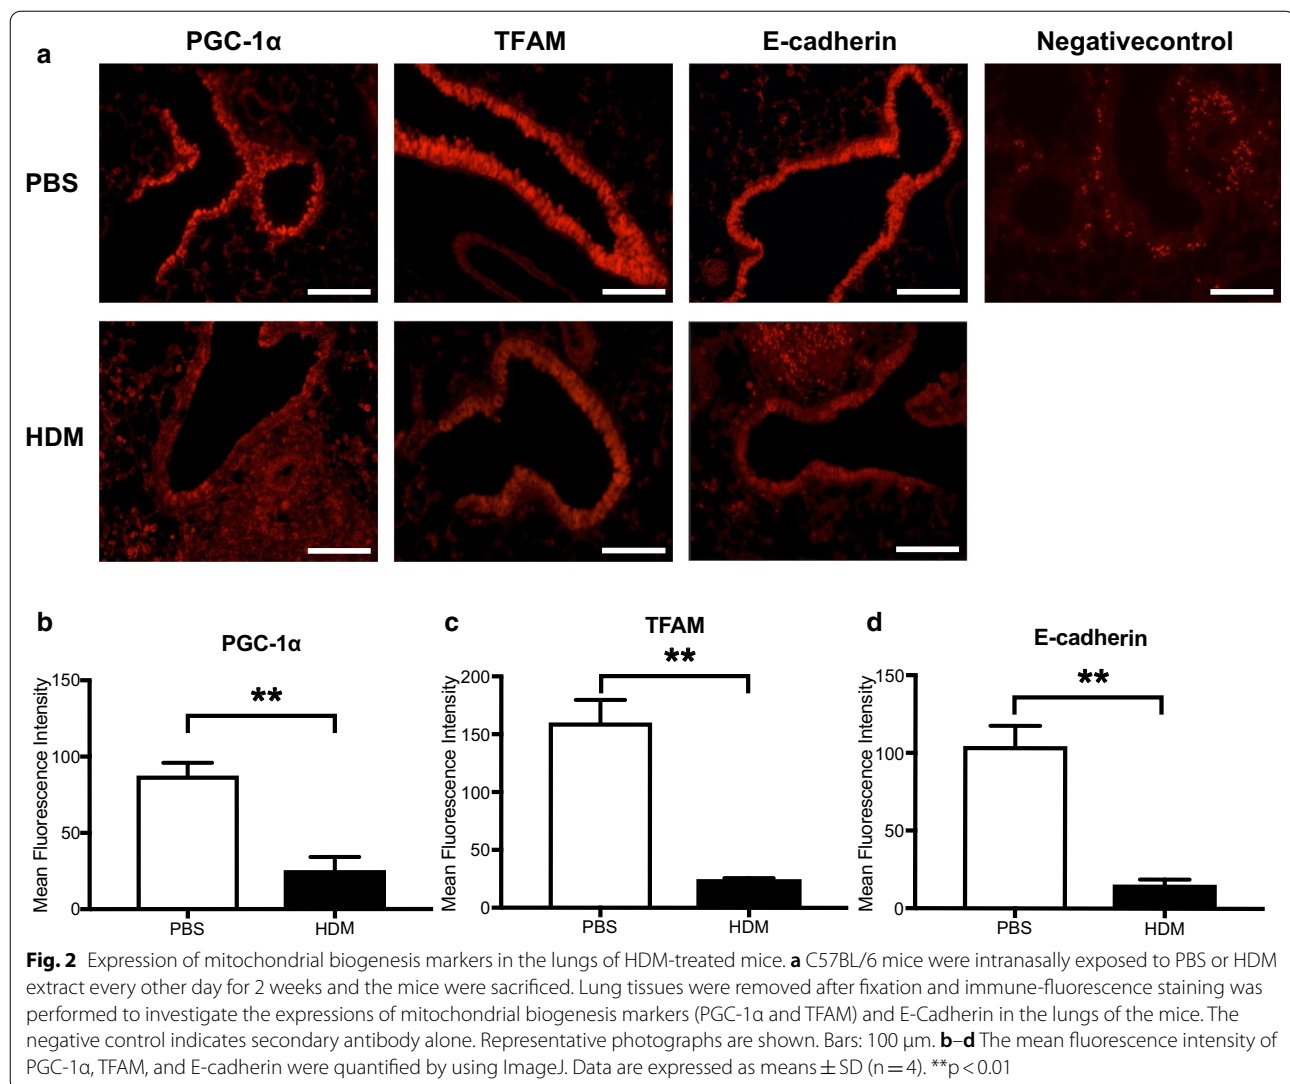 PGC-1α TFAM E-cadherin Negativecontrol
a
PBS
HDM
b
PGC-1α
Mean Fluorescence Intensity
150
100
50
0
**
PBS HDM
c
TFAM
Mean Fluorescence Intensity
200
150
100
50
0
**
PBS HDM
d
E-cadherin
Mean Fluorescence Intensity
150
100
50
0
**
PBS HDM
Fig. 2 Expression of mitochondrial biogenesis markers in the lungs of HDM-treated mice. a C57BL/6 mice were intranasally exposed to PBS or HDM
extract every other day for 2 weeks and the mice were sacrificed. Lung tissues were removed after fixation and immune-fluorescence staining was
performed to investigate the expressions of mitochondrial biogenesis markers (PGC-1α and TFAM) and E-Cadherin in the lungs of the mice. The
negative control indicates secondary antibody alone. Representative photographs are shown. Bars: 100 μm. b–d The mean fluorescence intensity of
PGC-1α, TFAM, and E-cadherin were quantified by using ImageJ. Data are expressed as means ± SD (n = 4). **p < 0.01